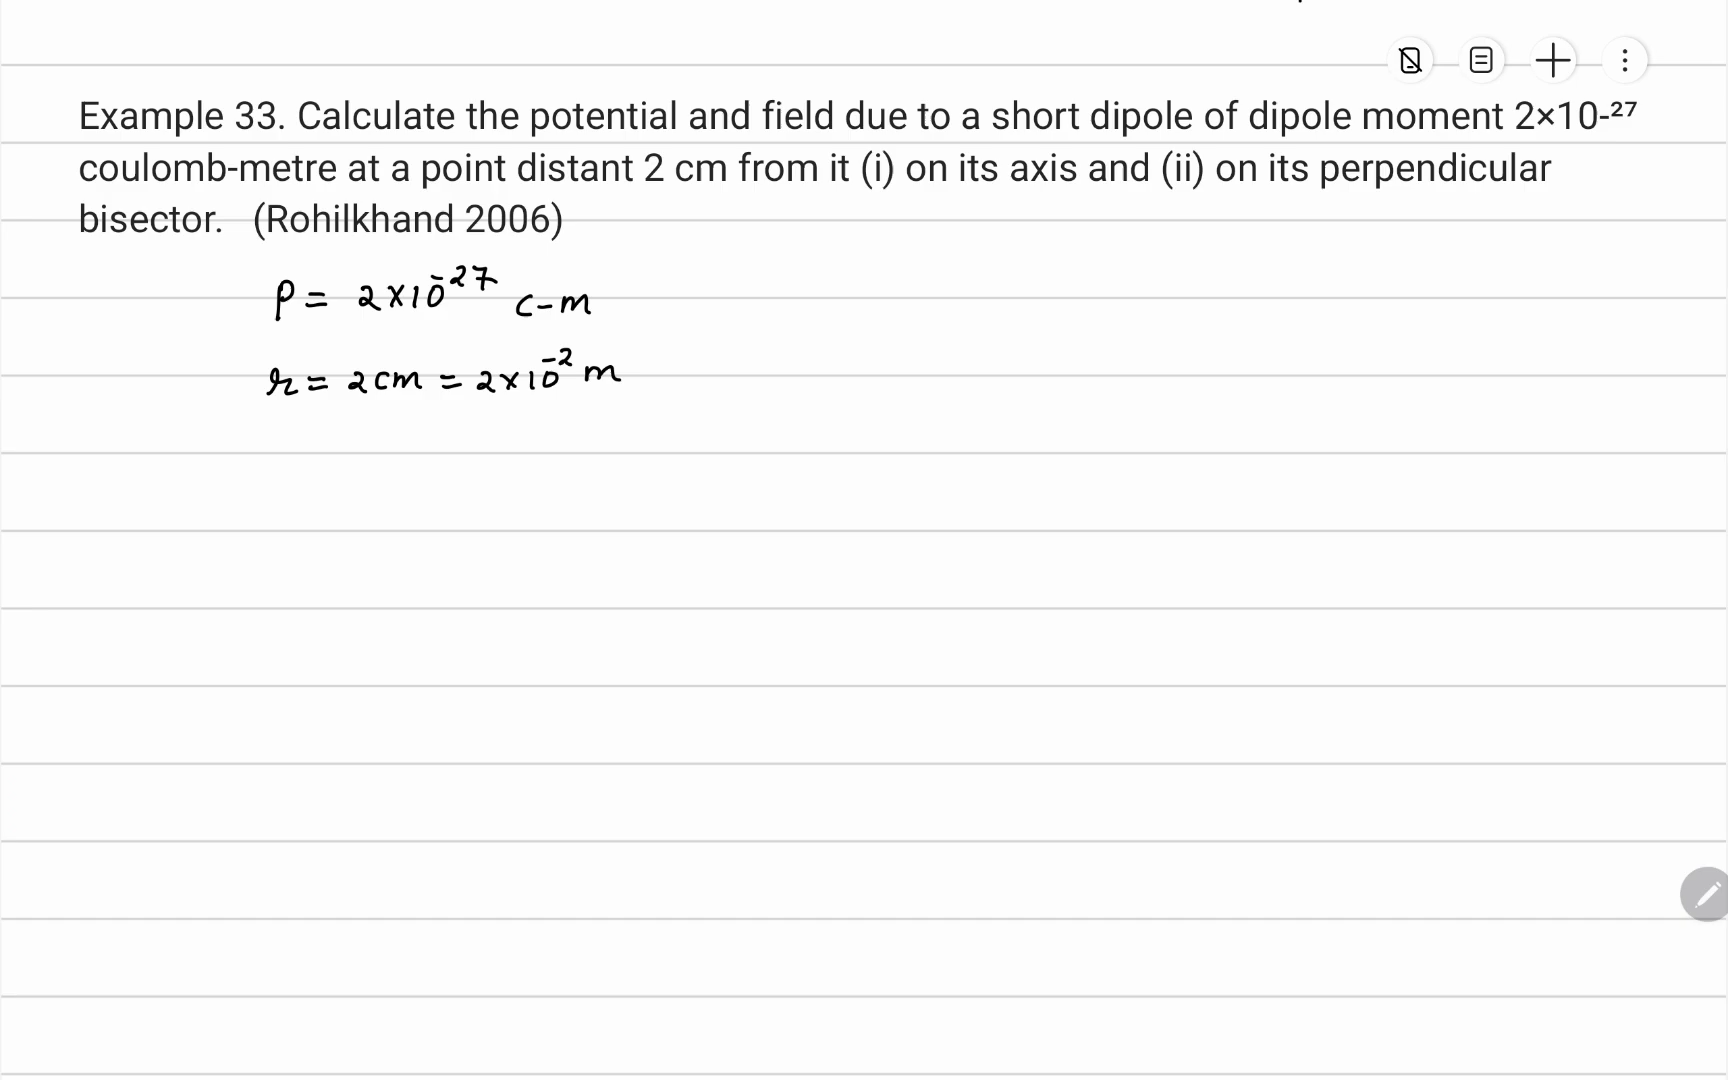 Example 33. Calculate the potential and field due to a short dipole of dipole moment 2×10-²⁷
coulomb-metre at a point distant 2 cm from it (i) on its axis and (ii) on its perpendicular
bisector. (Rohilkhand 2006)
P = 2×10⁻²⁷ C-m
r = 2cm = 2×10⁻² m